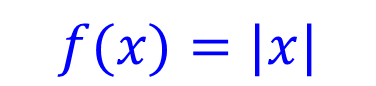 f(x) = |x|